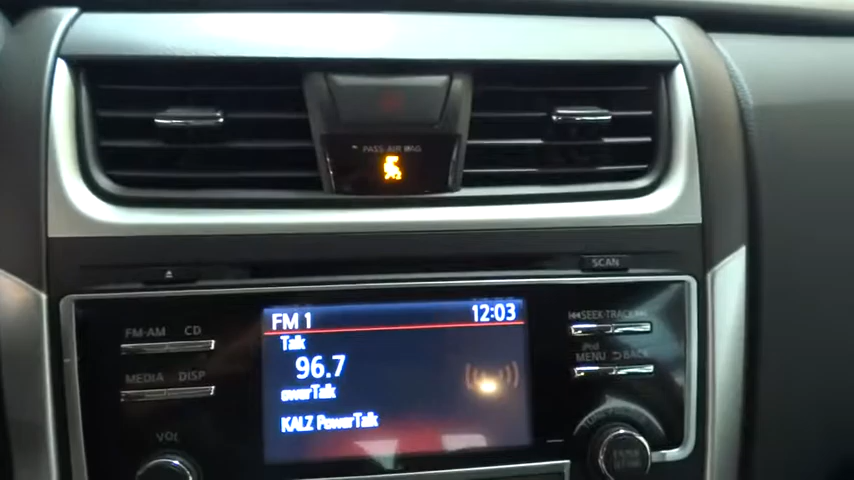 PASS AIR BAG
SCAN
FM-AM CD
MEDIA DISP
VOL
FM 1 12:03
Talk
96.7
owerTalk
KALZ PowerTalk
SEEK·TRACK
iPod
MENU BACK